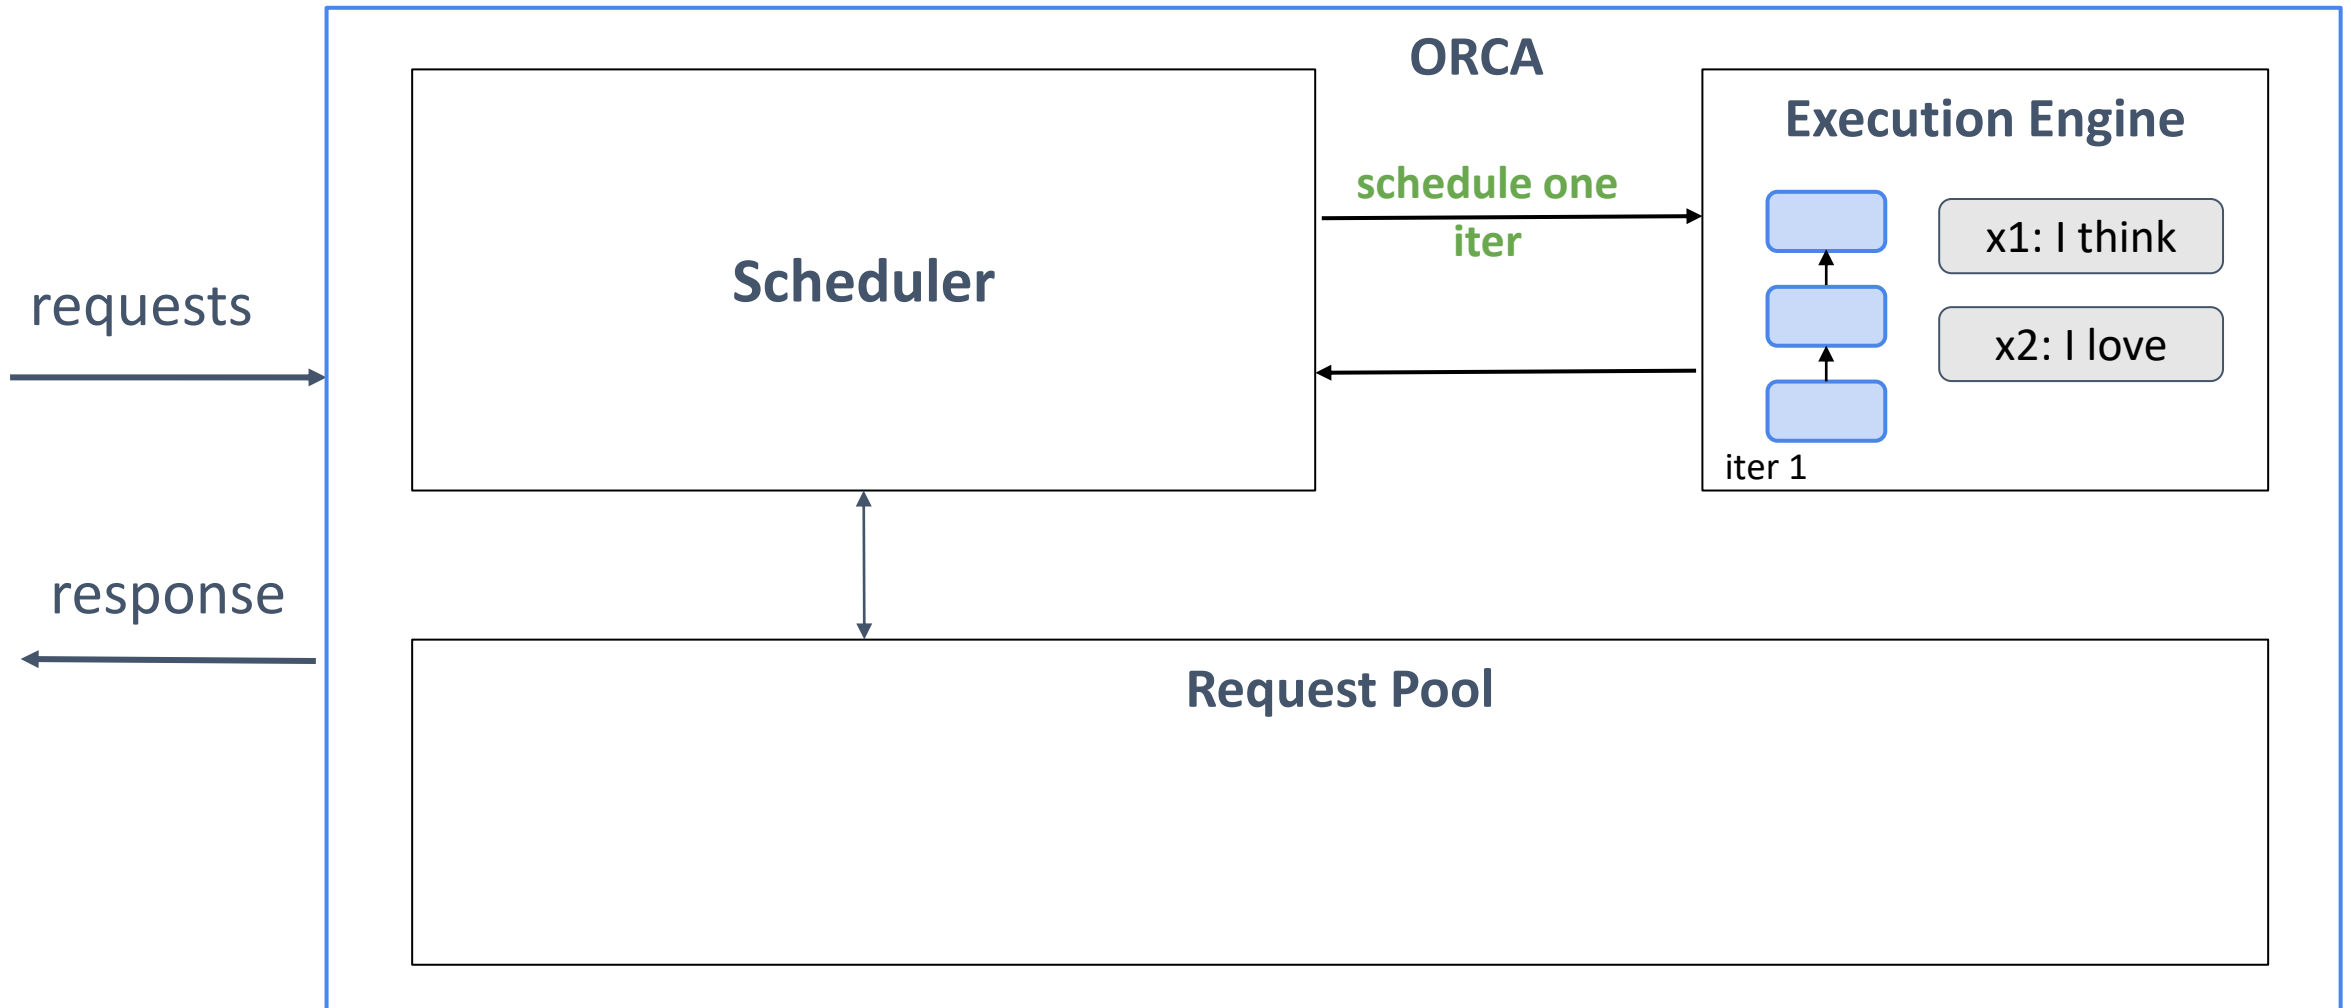 ORCA
requests
response
Scheduler
schedule one
iter
Execution Engine
x1: I think
x2: I love
iter 1
Request Pool